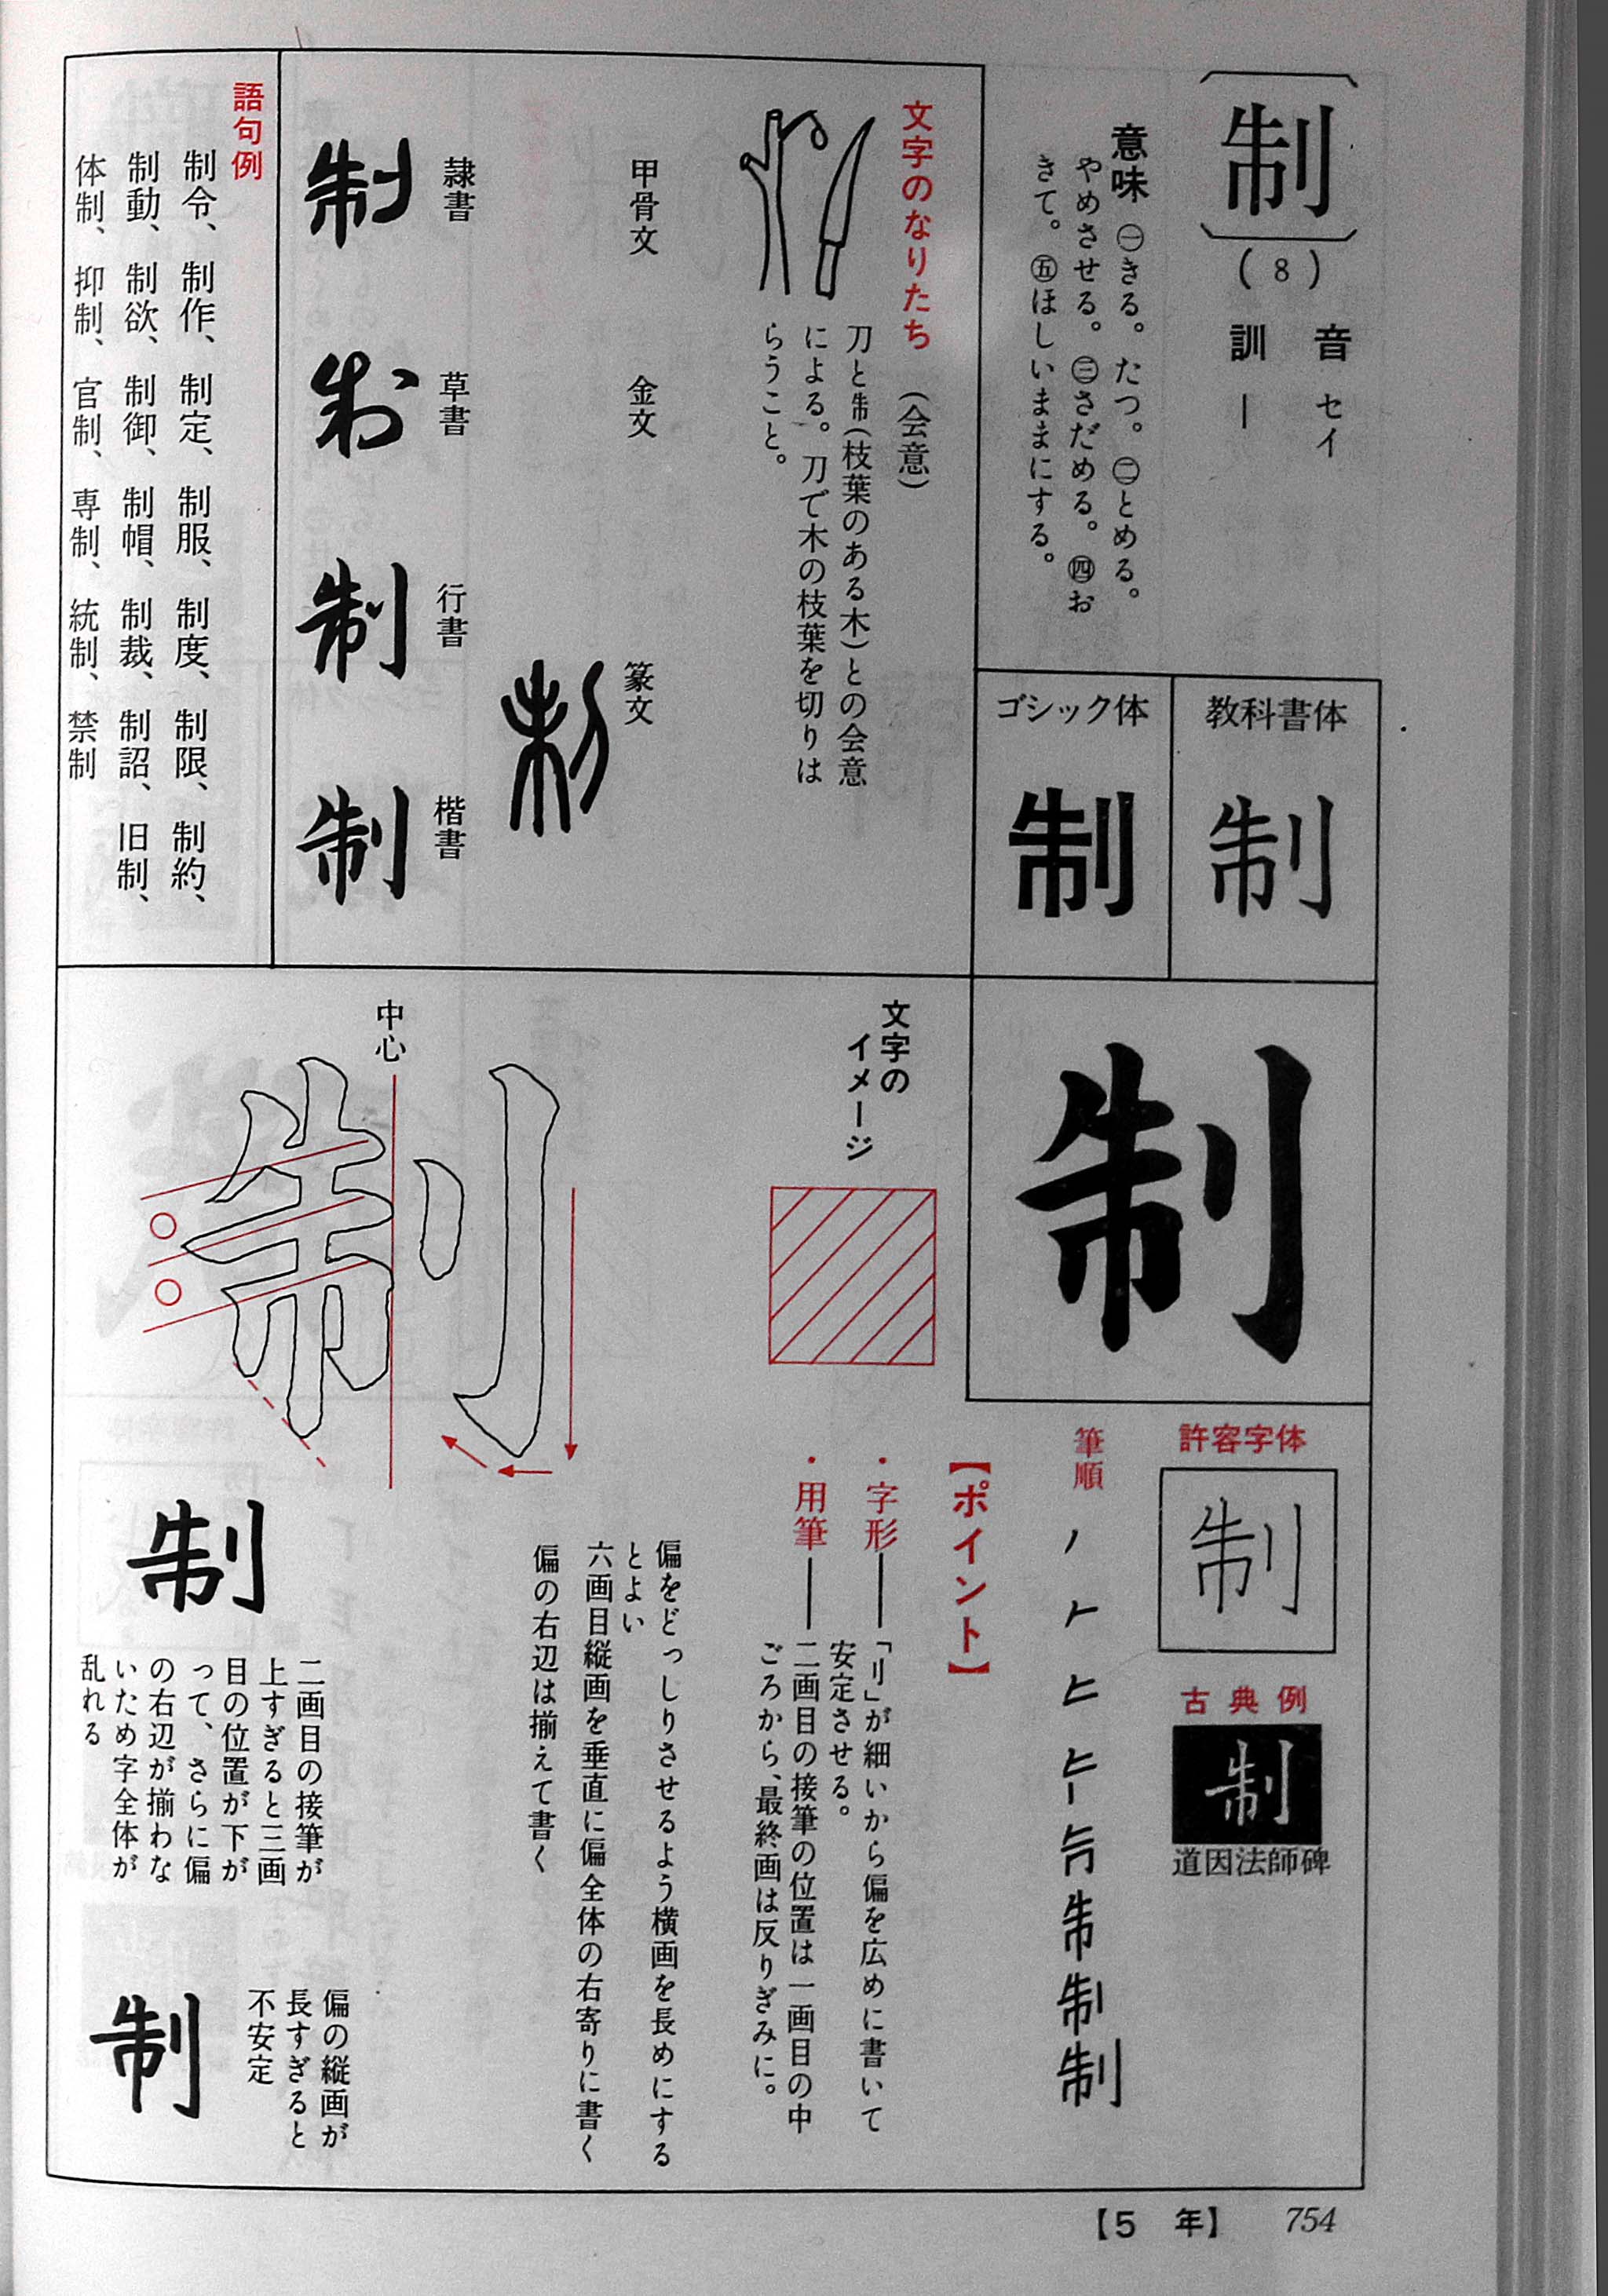 制
(8)
音 セイ
訓 ―
意味 ㊀きる。たつ。㊁とめる。
やめさせる。㊂さだめる。㊃お
きて。㊄ほしいままにする。
教科書体
制
ゴシック体
制
制
許容字体
制
古典例
制
道因法師碑
筆順
制
文字のなりたち (会意)
刀と㡀(枝葉のある木)との会意
による。刀で木の枝葉を切りは
らうこと。
甲骨文
金文
篆文
隷書
草書
行書
楷書
制
制
制
制
語句例
制令、制作、制定、制服、制度、制限、制約、
制動、制欲、制御、制帽、制裁、制詔、旧制、
体制、抑制、官制、専制、統制、禁制
文字の
イメージ
【ポイント】
・字形―「刂」が細いから偏を広めに書いて
安定させる。
・用筆―二画目の接筆の位置は一画目の中
ごろから、最終画は反りぎみに。
中心
制
偏をどっしりさせるよう横画を長めにする
とよい
六画目縦画を垂直に偏全体の右寄りに書く
偏の右辺は揃えて書く
制
二画目の接筆が
上すぎると三画
目の位置が下が
って、さらに偏
の右辺が揃わな
いため字全体が
乱れる
制
偏の縦画が
長すぎると
不安定
【5 年】 754